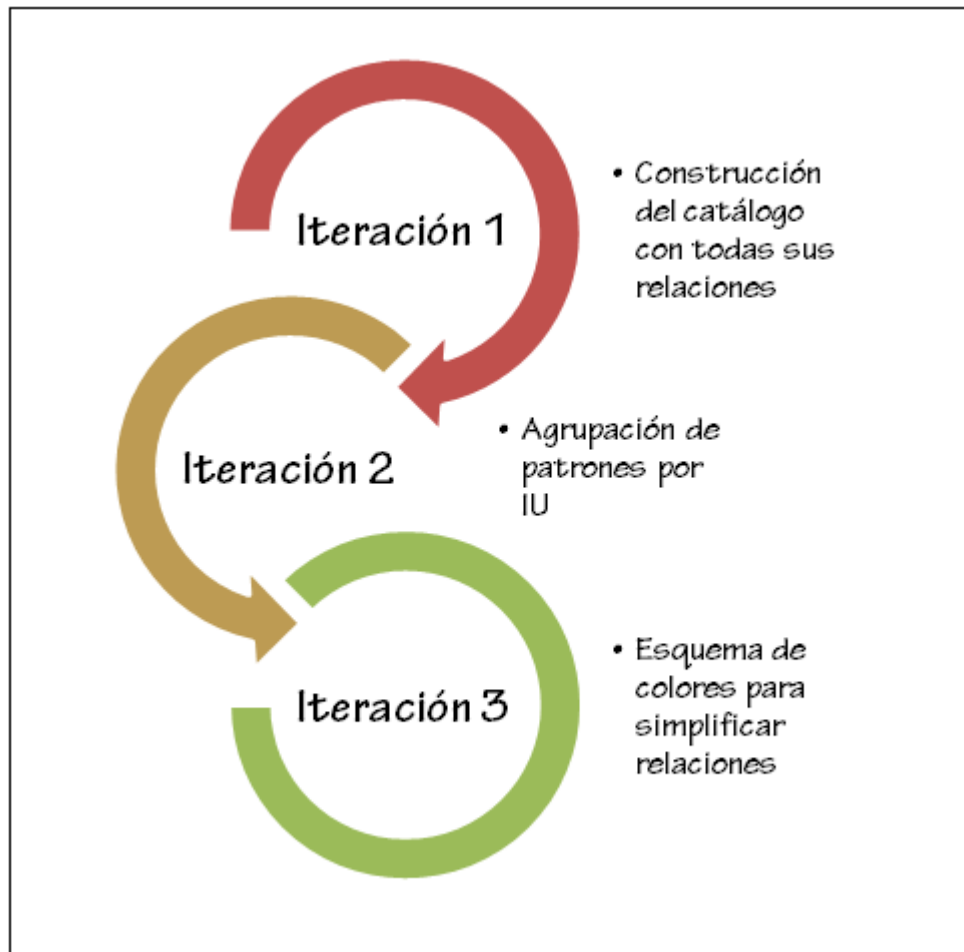 Iteración 1
• Construcción
del catálogo
con todas sus
relaciones
Iteración 2
• Agrupación de
patrones por
IU
Iteración 3
• Esquema de
colores para
simplificar
relaciones